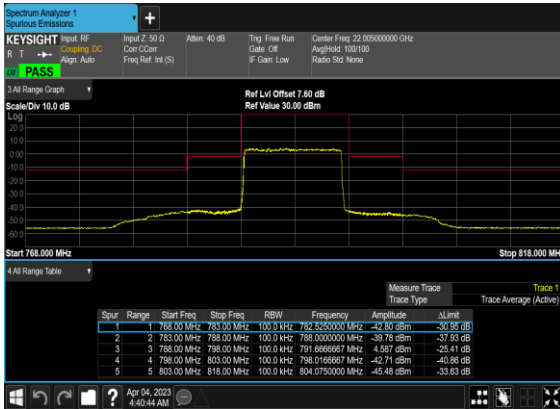 Spectrum Analyzer 1
Spurious Emissions
+
KEYSIGHT Input: RF Input Z: 50 Ω Atten: 40 dB Trig: Free Run Center Freq: 22.005000000 GHz
R T Coupling: DC Corr CCorr Gate: Off Avg|Hold: 100/100
Align: Auto Freq Ref: Int (S) IF Gain: Low Radio Std: None
PASS
3 All Range Graph
Ref Lvl Offset 7.60 dB
Scale/Div 10.0 dB Ref Value 30.00 dBm
Log
20.0
10.0
0.00
-10.0
-20.0
-30.0
-40.0
-50.0
-60.0
Start 768.000 MHz Stop 818.000 MH
4 All Range Table
Measure Trace Trace 1
Trace Type Trace Average (Active)
Spur Range Start Freq Stop Freq RBW Frequency Amplitude ΔLimit
1 1 768.00 MHz 783.00 MHz 100.0 kHz 782.5250000 MHz -42.80 dBm -30.95 dB
2 2 783.00 MHz 788.00 MHz 100.0 kHz 788.0000000 MHz -39.78 dBm -37.93 dB
3 3 788.00 MHz 798.00 MHz 100.0 kHz 791.6666667 MHz 4.587 dBm -25.41 dB
4 4 798.00 MHz 803.00 MHz 100.0 kHz 798.0166667 MHz -42.71 dBm -40.86 dB
5 5 803.00 MHz 818.00 MHz 100.0 kHz 804.0750000 MHz -45.48 dBm -33.63 dB
? Apr 04, 2023
4:40:44 AM